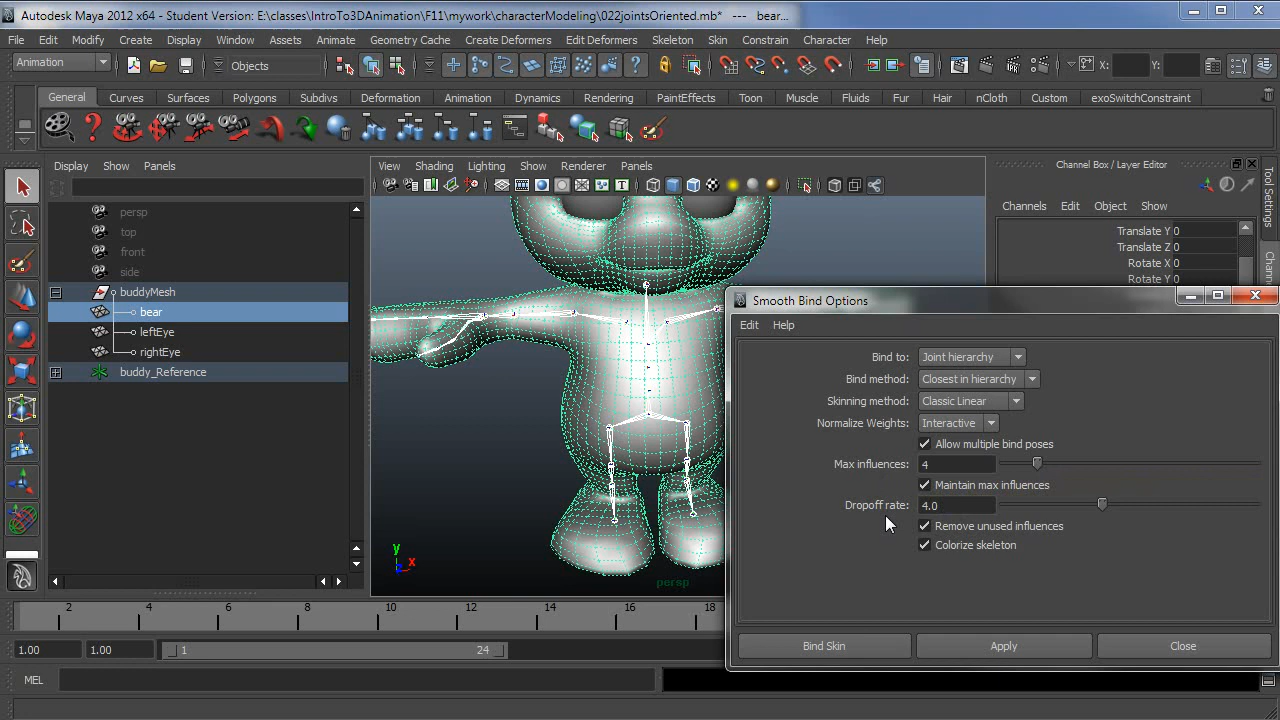 Autodesk Maya 2012 x64 - Student Version: E:\classes\IntroTo3DAnimation\F11\mywork\characterModeling\022jointsOriented.mb* --- bear...
File Edit Modify Create Display Window Assets Animate Geometry Cache Create Deformers Edit Deformers Skeleton Skin Constrain Character Help
Animation Objects X: Y:
General Curves Surfaces Polygons Subdivs Deformation Animation Dynamics Rendering PaintEffects Toon Muscle Fluids Fur Hair nCloth Custom exoSwitchConstraint
Display Show Panels
View Shading Lighting Show Renderer Panels
Channel Box / Layer Editor
Tool Settings
Channels Edit Object Show
persp
top
front
side
buddyMesh
bear
leftEye
rightEye
buddy_Reference
Translate Y 0
Translate Z 0
Rotate X 0
Rotate Y 0
Smooth Bind Options
Edit Help
Bind to: Joint hierarchy
Bind method: Closest in hierarchy
Skinning method: Classic Linear
Normalize Weights: Interactive
Allow multiple bind poses
Max influences: 4
Maintain max influences
Dropoff rate: 4.0
Remove unused influences
Colorize skeleton
Bind Skin Apply Close
y
x
z
persp
2 4 6 8 10 12 14 16 18
1.00 1.00 1 24
MEL